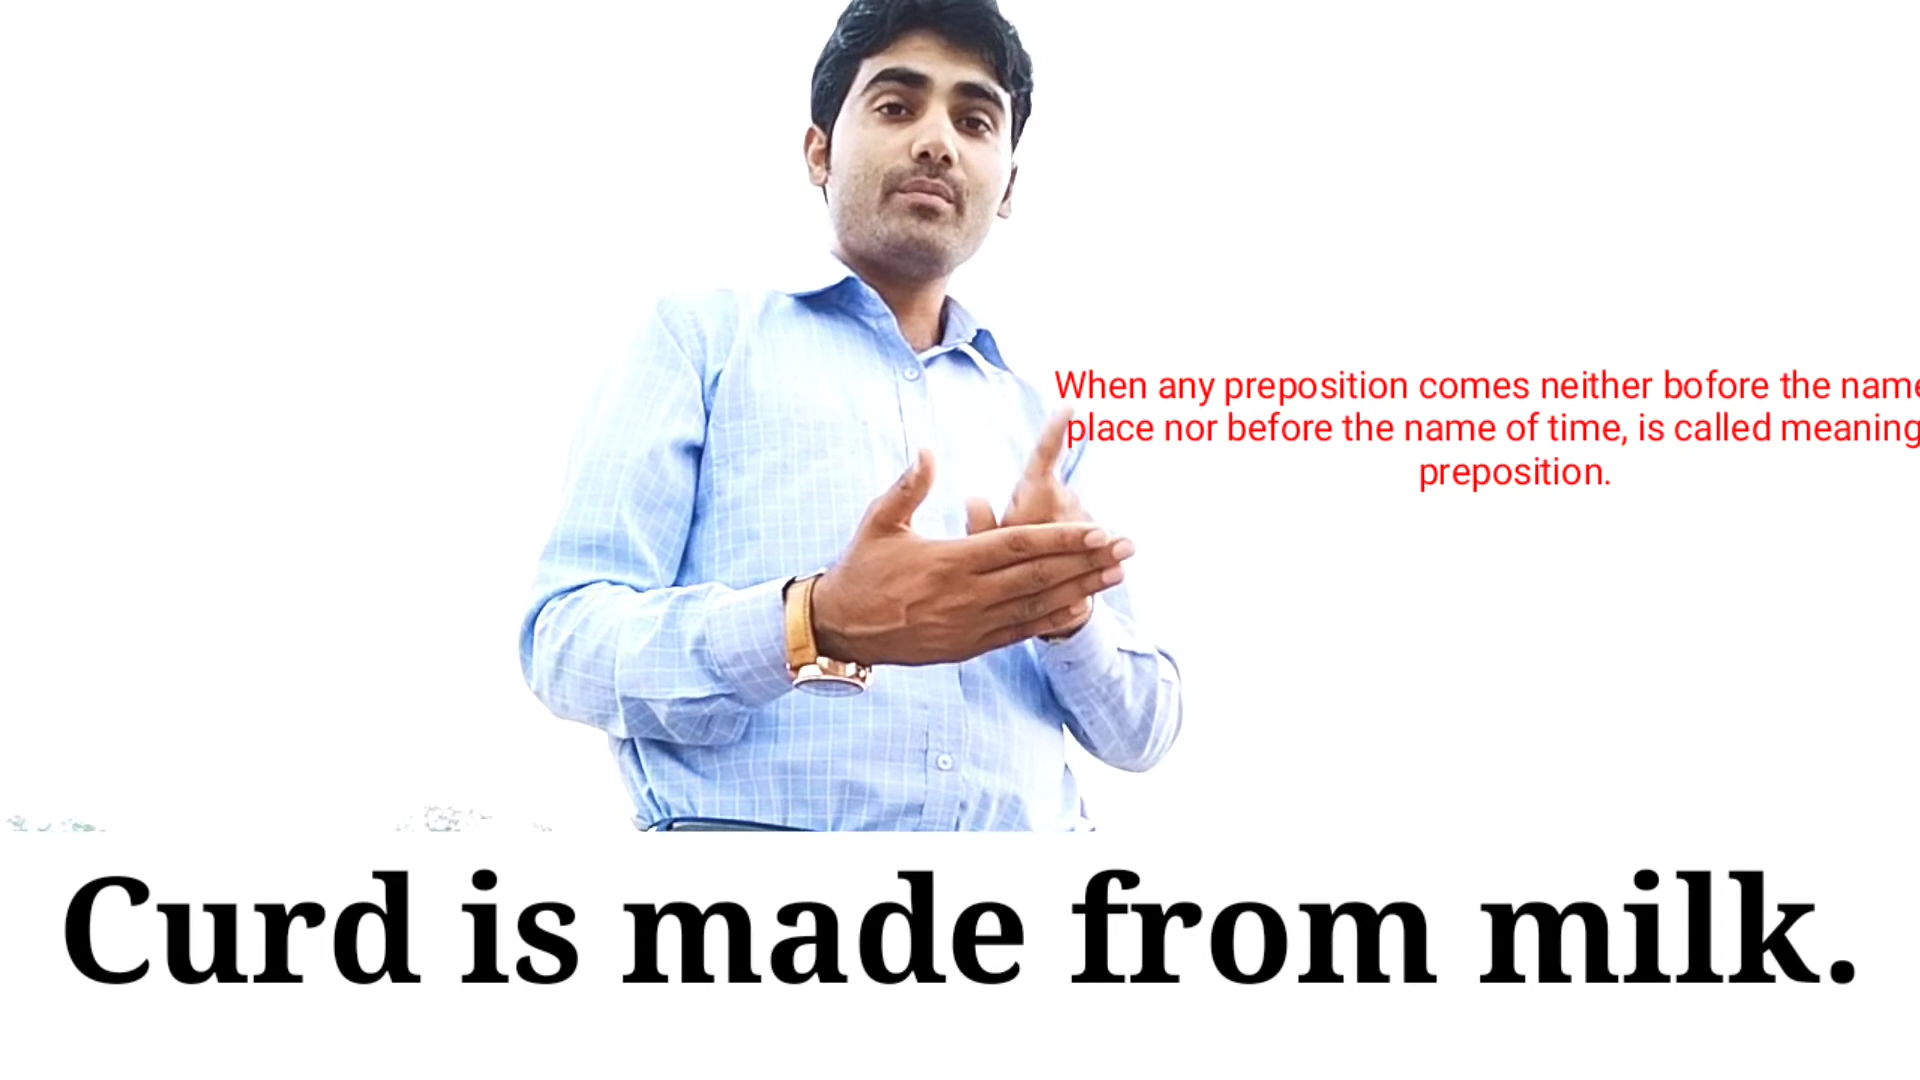 When any preposition comes neither bofore the name
place nor before the name of time, is called meaning
preposition.
Curd is made from milk.